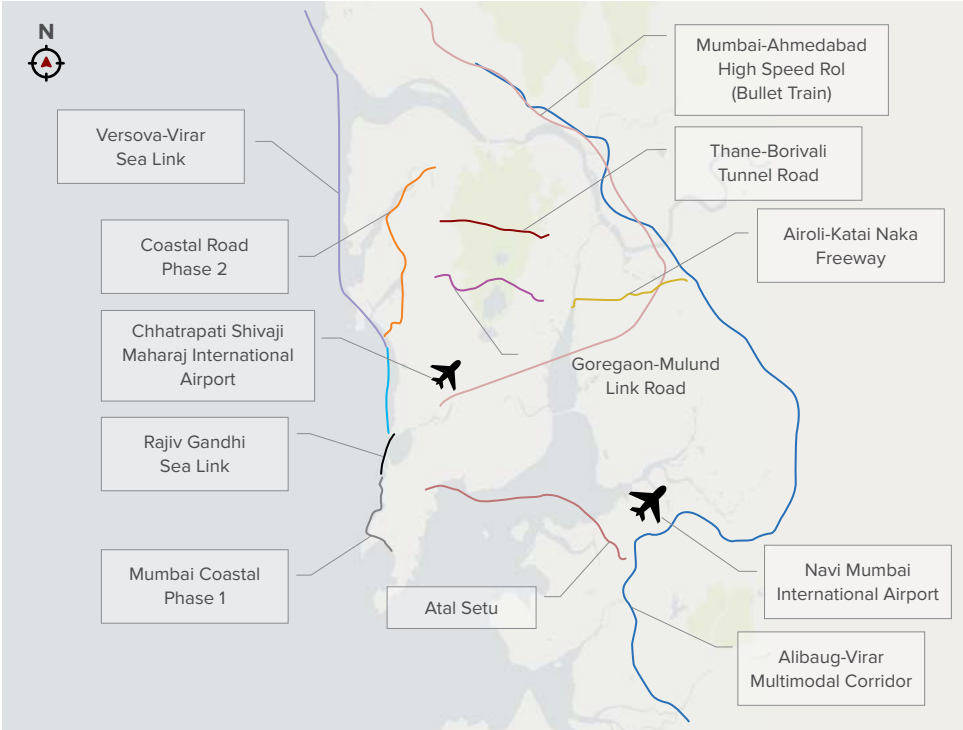 N
Mumbai-Ahmedabad
High Speed Rol
(Bullet Train)
Versova-Virar
Sea Link
Thane-Borivali
Tunnel Road
Coastal Road
Phase 2
Airoli-Katai Naka
Freeway
Chhatrapati Shivaji
Maharaj International
Airport
Goregaon-Mulund
Link Road
Rajiv Gandhi
Sea Link
Mumbai Coastal
Phase 1
Atal Setu
Navi Mumbai
International Airport
Alibaug-Virar
Multimodal Corridor